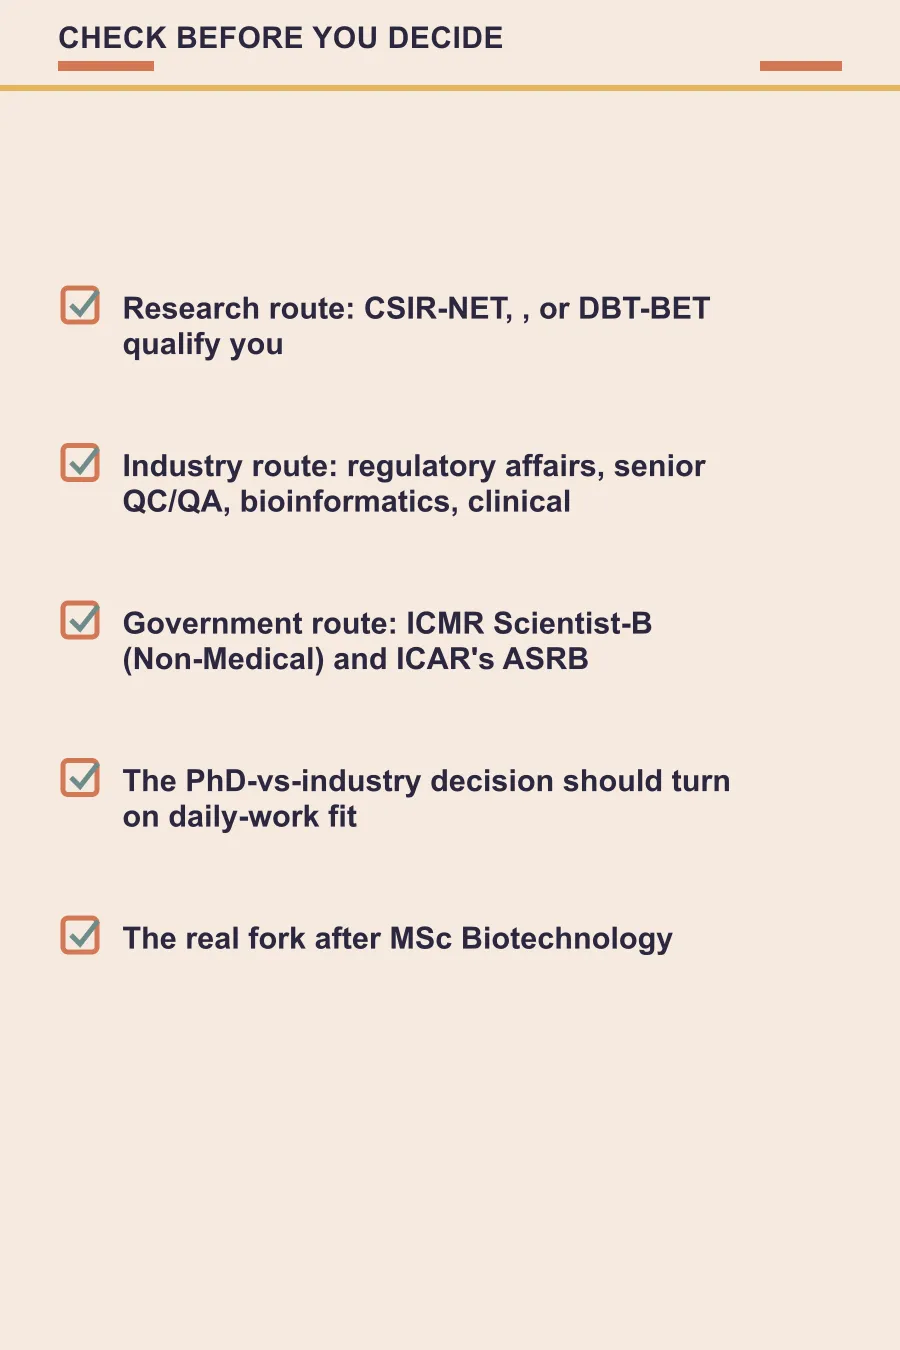 CHECK BEFORE YOU DECIDE
Research route: CSIR-NET, , or DBT-BET
qualify you
Industry route: regulatory affairs, senior
QC/QA, bioinformatics, clinical
Government route: ICMR Scientist-B
(Non-Medical) and ICAR's ASRB
The PhD-vs-industry decision should turn
on daily-work fit
The real fork after MSc Biotechnology